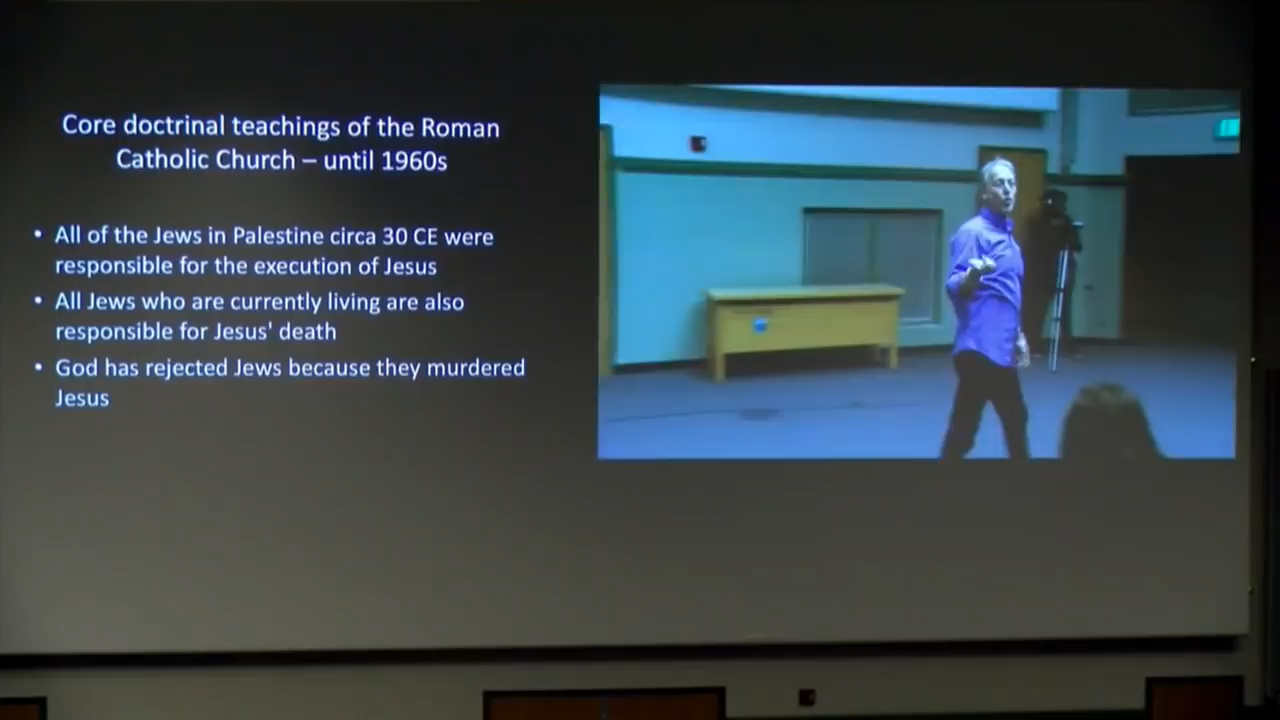 Core doctrinal teachings of the Roman
Catholic Church – until 1960s
• All of the Jews in Palestine circa 30 CE were
responsible for the execution of Jesus
• All Jews who are currently living are also
responsible for Jesus' death
• God has rejected Jews because they murdered
Jesus